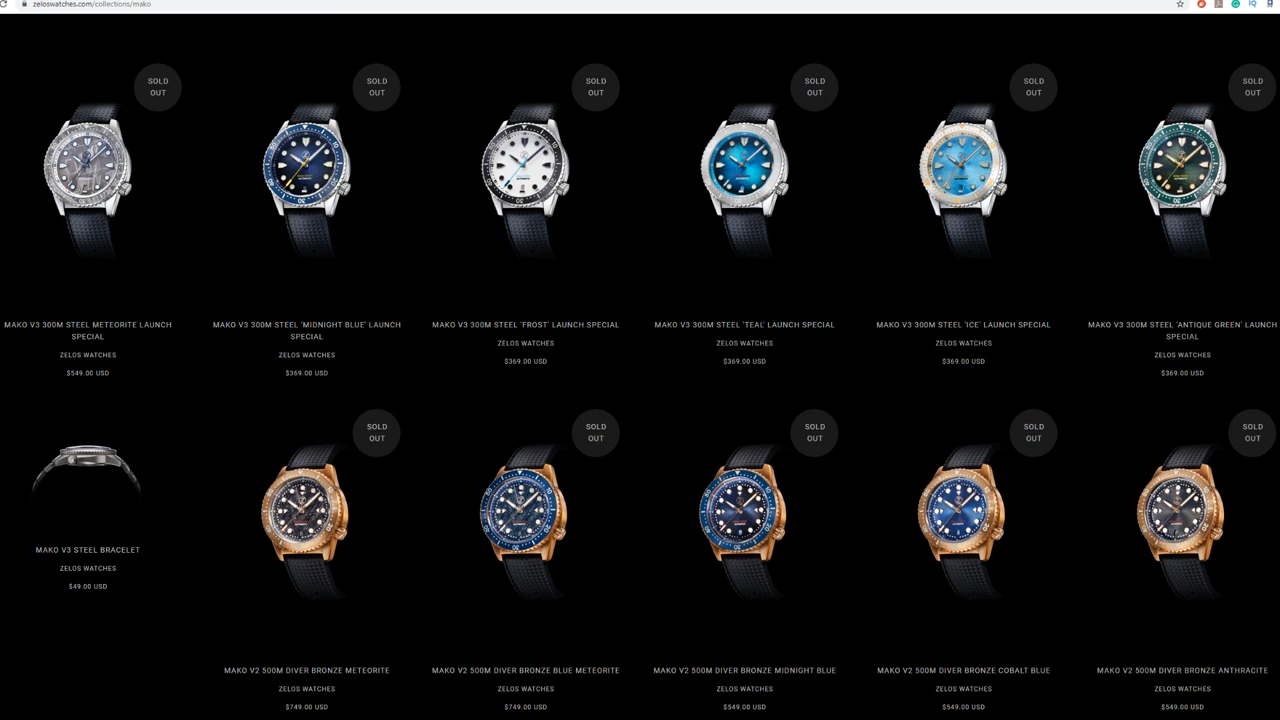 zeloswatches.com/collections/mako
SOLD
OUT
SOLD
OUT
SOLD
OUT
SOLD
OUT
SOLD
OUT
SOLD
OUT
MAKO V3 300M STEEL METEORITE LAUNCH
SPECIAL
ZELOS WATCHES
$549.00 USD
MAKO V3 300M STEEL 'MIDNIGHT BLUE' LAUNCH
SPECIAL
ZELOS WATCHES
$369.00 USD
MAKO V3 300M STEEL 'FROST' LAUNCH SPECIAL
ZELOS WATCHES
$369.00 USD
MAKO V3 300M STEEL 'TEAL' LAUNCH SPECIAL
ZELOS WATCHES
$369.00 USD
MAKO V3 300M STEEL 'ICE' LAUNCH SPECIAL
ZELOS WATCHES
$369.00 USD
MAKO V3 300M STEEL 'ANTIQUE GREEN' LAUNCH
SPECIAL
ZELOS WATCHES
$369.00 USD
SOLD
OUT
SOLD
OUT
SOLD
OUT
SOLD
OUT
SOLD
OUT
MAKO V3 STEEL BRACELET
ZELOS WATCHES
$49.00 USD
MAKO V2 500M DIVER BRONZE METEORITE
ZELOS WATCHES
$749.00 USD
MAKO V2 500M DIVER BRONZE BLUE METEORITE
ZELOS WATCHES
$749.00 USD
MAKO V2 500M DIVER BRONZE MIDNIGHT BLUE
ZELOS WATCHES
$549.00 USD
MAKO V2 500M DIVER BRONZE COBALT BLUE
ZELOS WATCHES
$549.00 USD
MAKO V2 500M DIVER BRONZE ANTHRACITE
ZELOS WATCHES
$549.00 USD